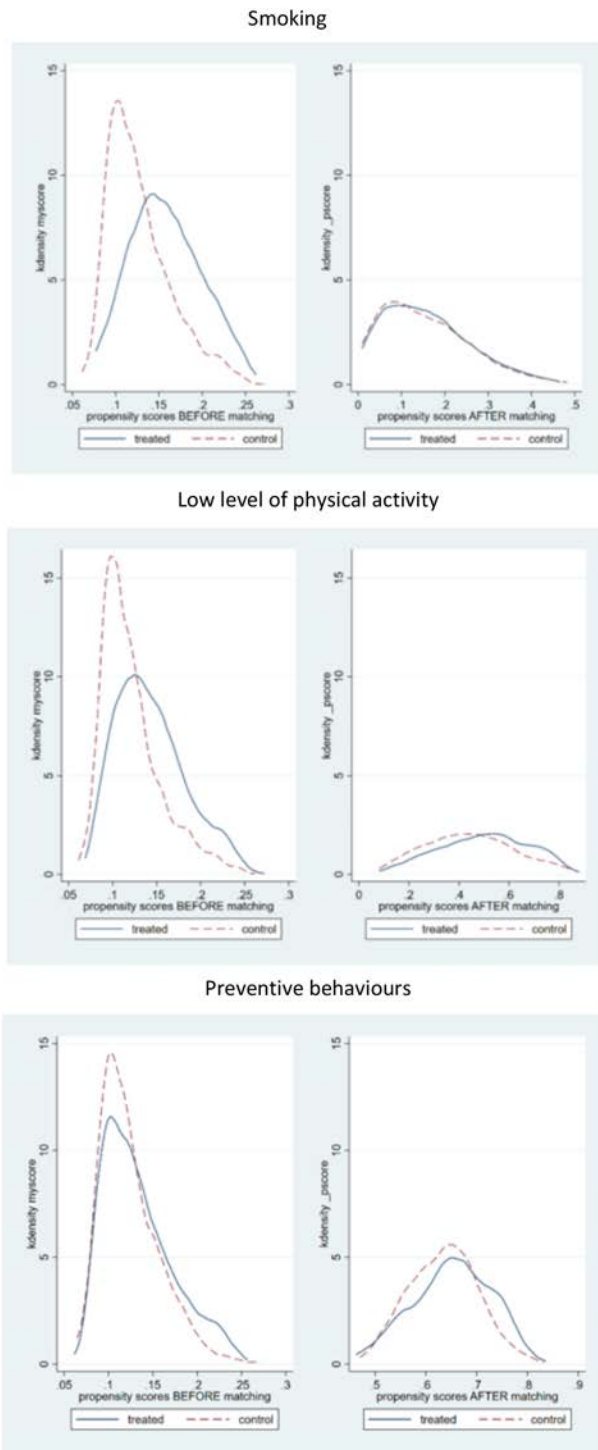 Smoking
kdensity myscore
0 5 10 15
.05 .1 .15 .2 .25 .3
propensity scores BEFORE matching
treated control
kdensity _pscore
0 5 10 15
0 .1 .2 .3 .4 .5
propensity scores AFTER matching
treated control
Low level of physical activity
kdensity myscore
0 5 10 15
.05 .1 .15 .2 .25 .3
propensity scores BEFORE matching
treated control
kdensity _pscore
0 5 10 15
0 .2 .4 .6 .8
propensity scores AFTER matching
treated control
Preventive behaviours
kdensity myscore
0 5 10 15
.05 .1 .15 .2 .25 .3
propensity scores BEFORE matching
treated control
kdensity _pscore
0 5 10 15
.5 .6 .7 .8 .9
propensity scores AFTER matching
treated control